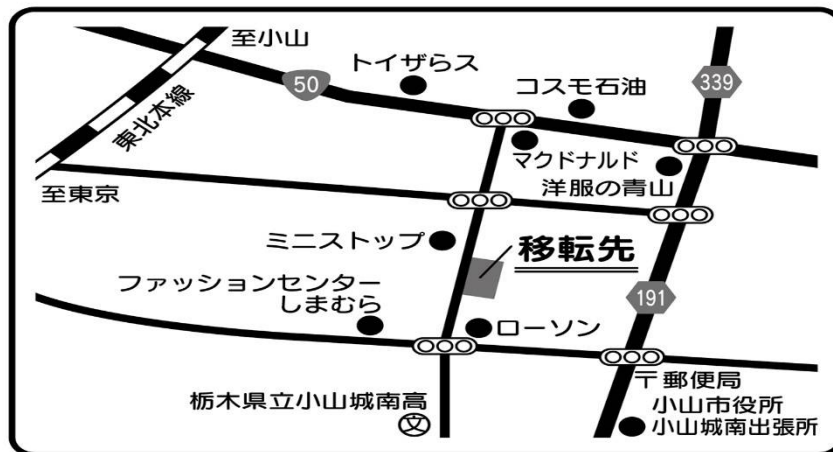 至小山
トイザらス
50
コスモ石油
339
東北本線
マクドナルド
洋服の青山
至東京
ミニストップ
移転先
ファッションセンター
しまむら
191
ローソン
〒郵便局
栃木県立小山城南高
文
小山市役所
小山城南出張所